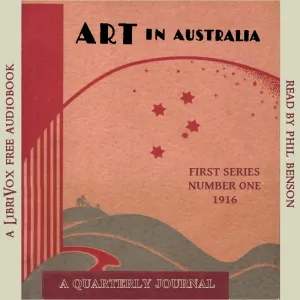 ART IN AUSTRALIA
A LIBRIVOX FREE AUDIOBOOK
READ BY PHIL BENSON
FIRST SERIES
NUMBER ONE
1916
A QUARTERLY JOURNAL